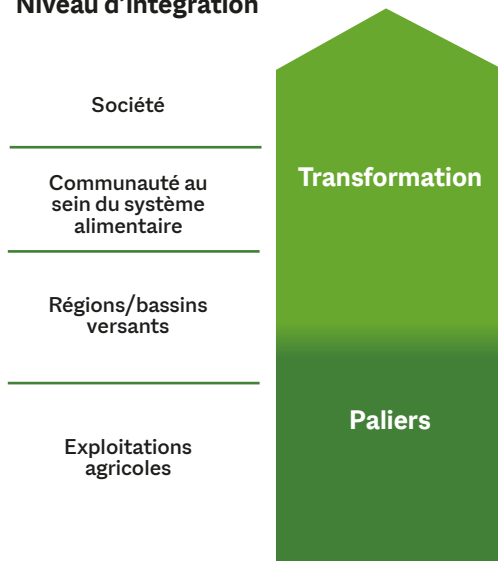 Niveau d'intégration
Société
Communauté au
sein du système
alimentaire
Transformation
Régions/bassins
versants
Paliers
Exploitations
agricoles